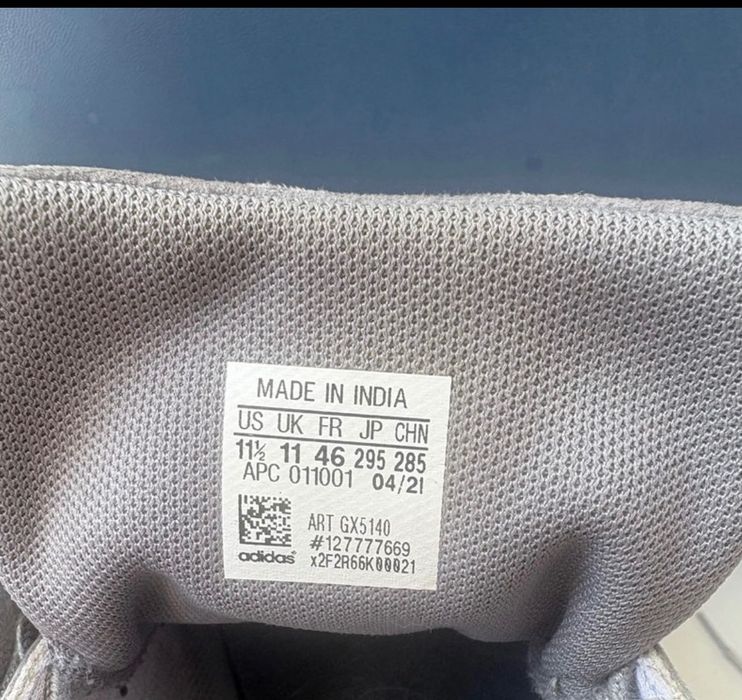 MADE IN INDIA
US UK FR JP CHN
11½ 11 46 295 285
APC 011001 04/21
ART GX5140
#127777669
adidas x2F2R66K00021